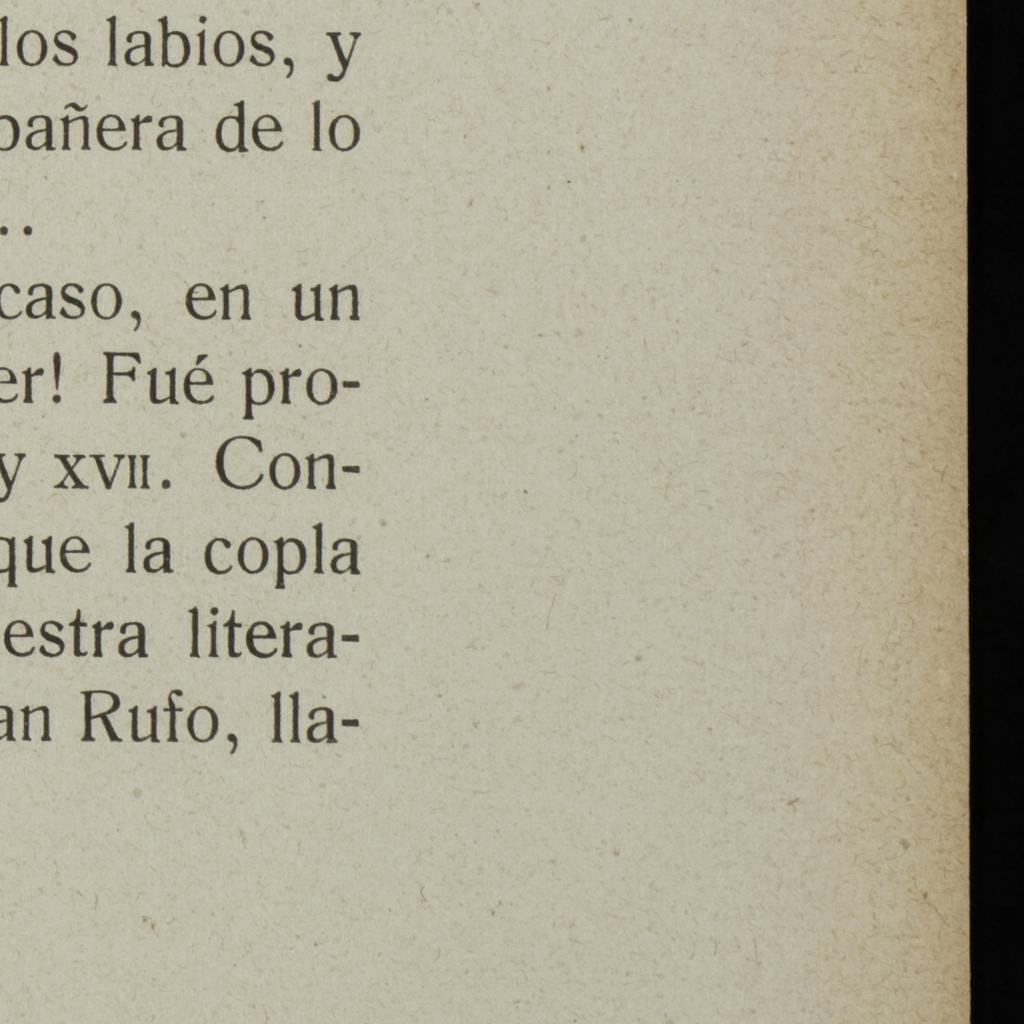 los labios, y
pañera de lo
..
caso, en un
er! Fué pro-
y XVII. Con-
que la copla
estra litera-
an Rufo, lla-